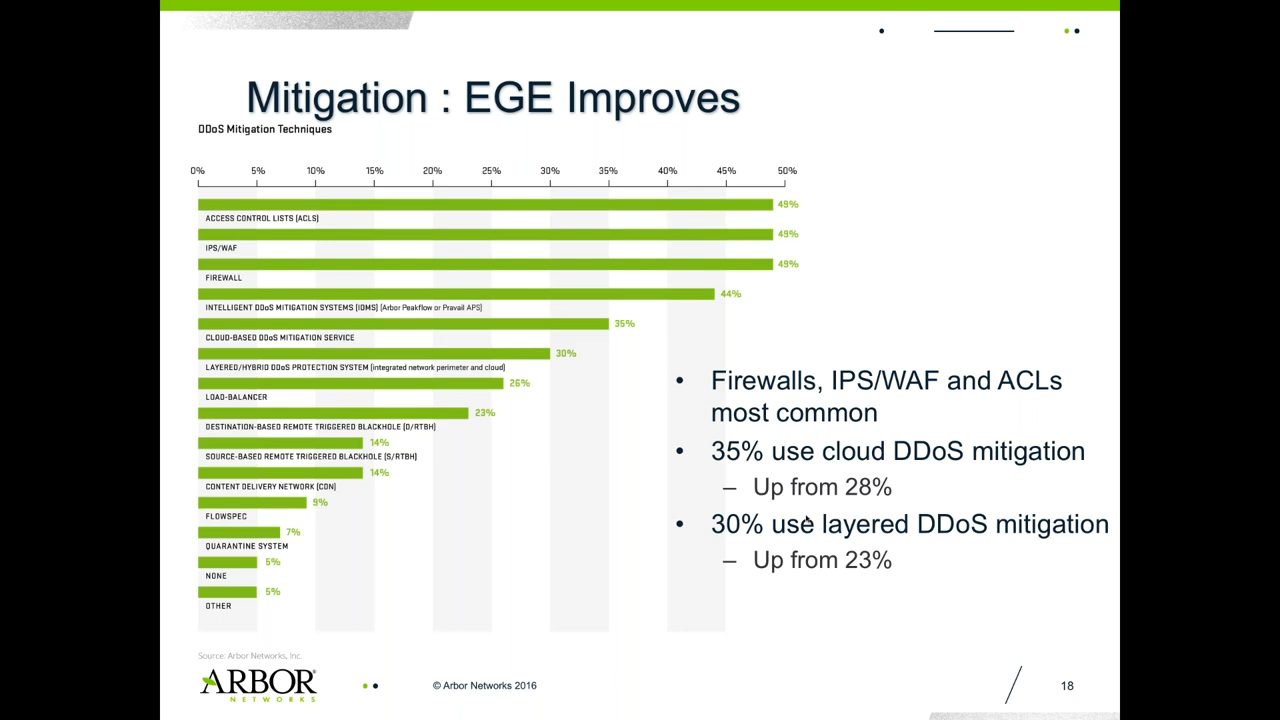 Mitigation : EGE Improves
DDoS Mitigation Techniques
0% 5% 10% 15% 20% 25% 30% 35% 40% 45% 50%
49%
ACCESS CONTROL LISTS (ACLS)
49%
IPS/WAF
49%
FIREWALL
44%
INTELLIGENT DDoS MITIGATION SYSTEMS (IDMS) (Arbor Peakflow or Pravail APS)
35%
CLOUD-BASED DDoS MITIGATION SERVICE
30%
LAYERED/HYBRID DDoS PROTECTION SYSTEM (integrated network perimeter and cloud)
26%
LOAD-BALANCER
23%
DESTINATION-BASED REMOTE TRIGGERED BLACKHOLE (D/RTBH)
14%
SOURCE-BASED REMOTE TRIGGERED BLACKHOLE (S/RTBH)
14%
CONTENT DELIVERY NETWORK (CDN)
9%
FLOWSPEC
7%
QUARANTINE SYSTEM
5%
NONE
5%
OTHER
• Firewalls, IPS/WAF and ACLs
most common
• 35% use cloud DDoS mitigation
– Up from 28%
• 30% use layered DDoS mitigation
– Up from 23%
Source: Arbor Networks, Inc.
ARBOR
NETWORKS
© Arbor Networks 2016
18